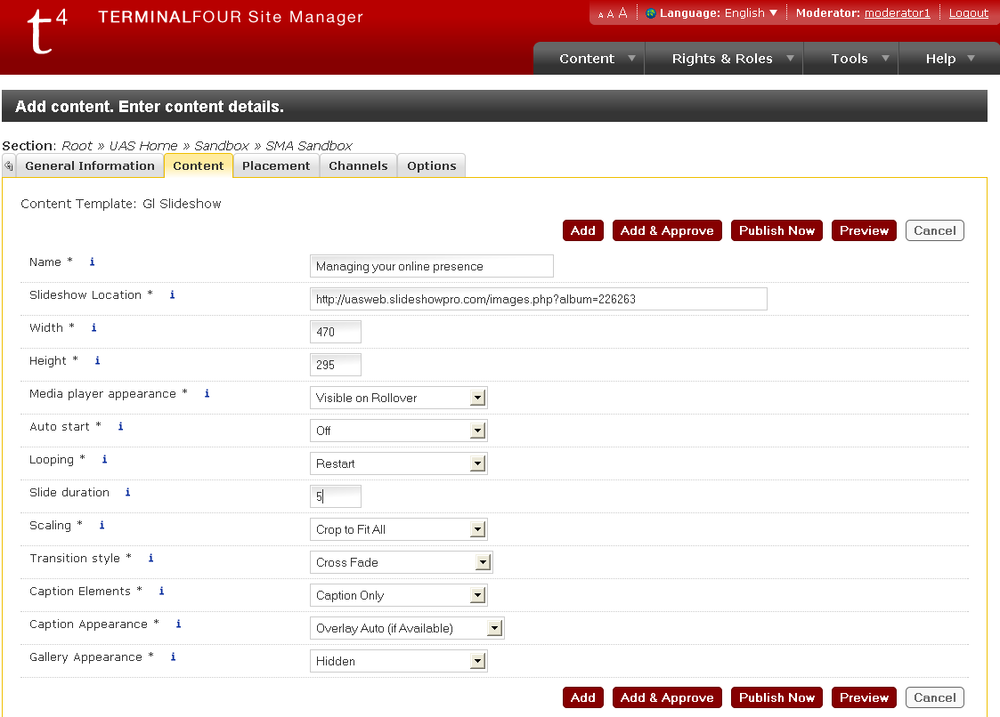 t4 TERMINALFOUR Site Manager
A A A Language: English Moderator: moderator1 Logout
Content Rights & Roles Tools Help
Add content. Enter content details.
Section: Root » UAS Home » Sandbox » SMA Sandbox
General Information Content Placement Channels Options
Content Template: Gl Slideshow
Add Add & Approve Publish Now Preview Cancel
Name * i Managing your online presence
Slideshow Location * i http://uasweb.slideshowpro.com/images.php?album=226263
Width * i 470
Height * i 295
Media player appearance * i Visible on Rollover
Auto start * i Off
Looping * i Restart
Slide duration i 5
Scaling * i Crop to Fit All
Transition style * i Cross Fade
Caption Elements * i Caption Only
Caption Appearance * i Overlay Auto (if Available)
Gallery Appearance * i Hidden
Add Add & Approve Publish Now Preview Cancel